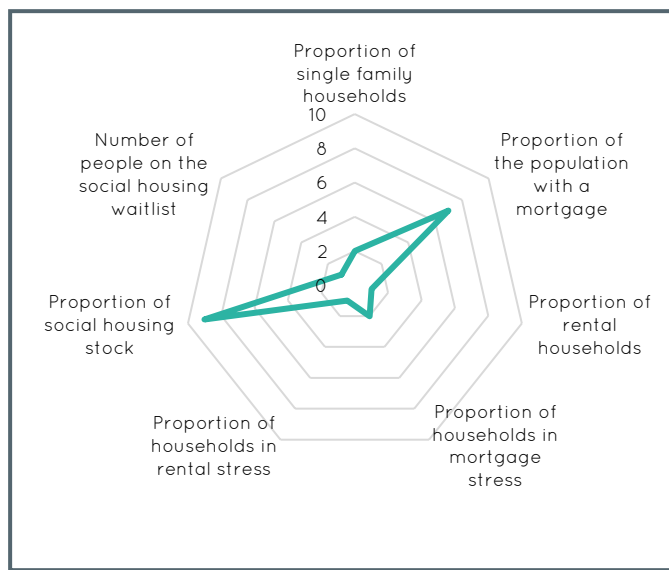 Proportion of
single family
households
10
8
6
4
2
0
Proportion of
the population
with a
mortgage
Proportion of
rental
households
Proportion of
households in
mortgage
stress
Proportion of
households in
rental stress
Proportion of
social housing
stock
Number of
people on the
social housing
waitlist